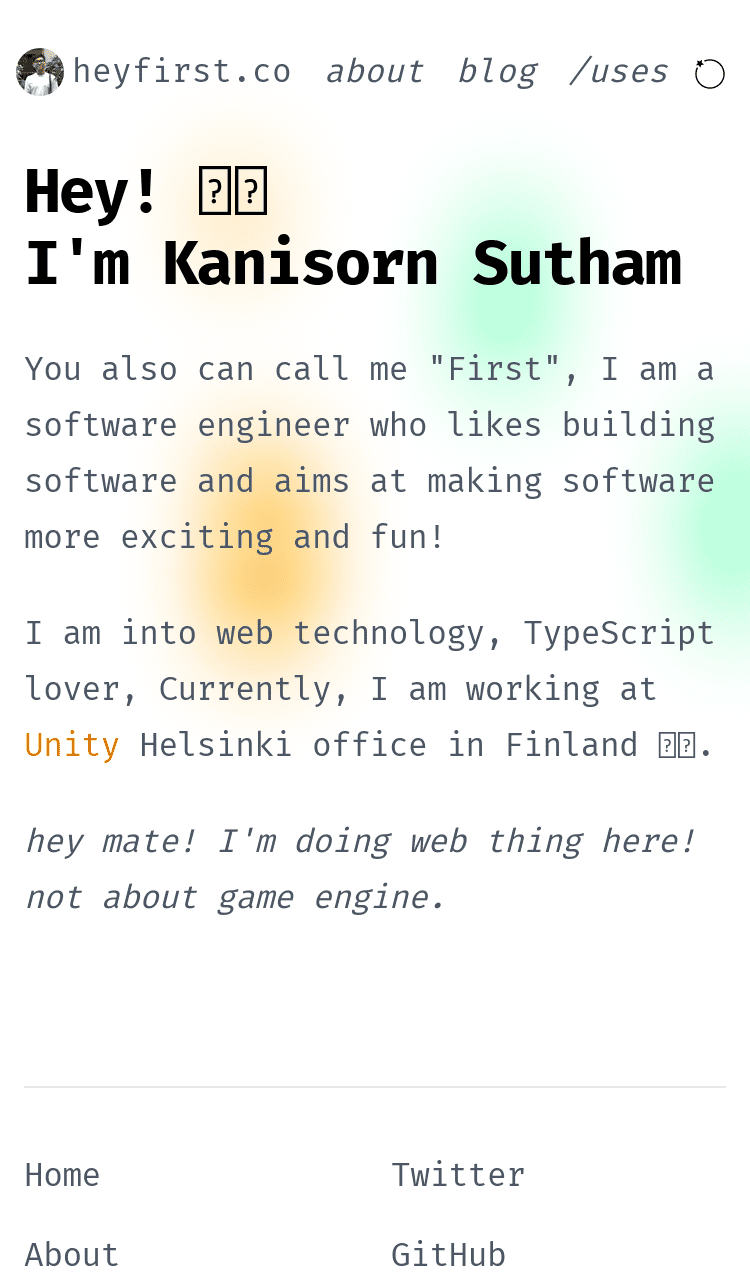 heyfirst.co about blog /uses
Hey!
I'm Kanisorn Sutham
You also can call me "First", I am a
software engineer who likes building
software and aims at making software
more exciting and fun!
I am into web technology, TypeScript
lover, Currently, I am working at
Unity Helsinki office in Finland .
hey mate! I'm doing web thing here!
not about game engine.
Home
Twitter
About
GitHub